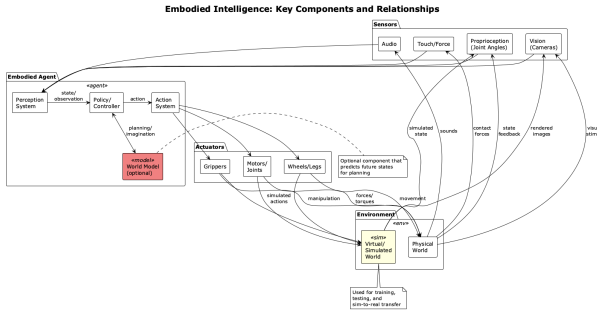 Embodied Intelligence: Key Components and Relationships
Sensors
Audio
Touch/Force
Proprioception
(Joint Angles)
Vision
(Cameras)
Embodied Agent
«agent»
Perception
System
state/
observation
Policy/
Controller
action
Action
System
planning/
imagination
«model»
World Model
(optional)
Actuators
Grippers
Motors/
Joints
Wheels/Legs
Optional component that
predicts future states
for planning
simulated
state
sounds
contact
forces
state
feedback
rendered
images
visu
stim
simulated
actions
manipulation
forces/
torques
movement
Environment
«env»
«sim»
Virtual/
Simulated
World
Physical
World
Used for training,
testing, and
sim-to-real transfer